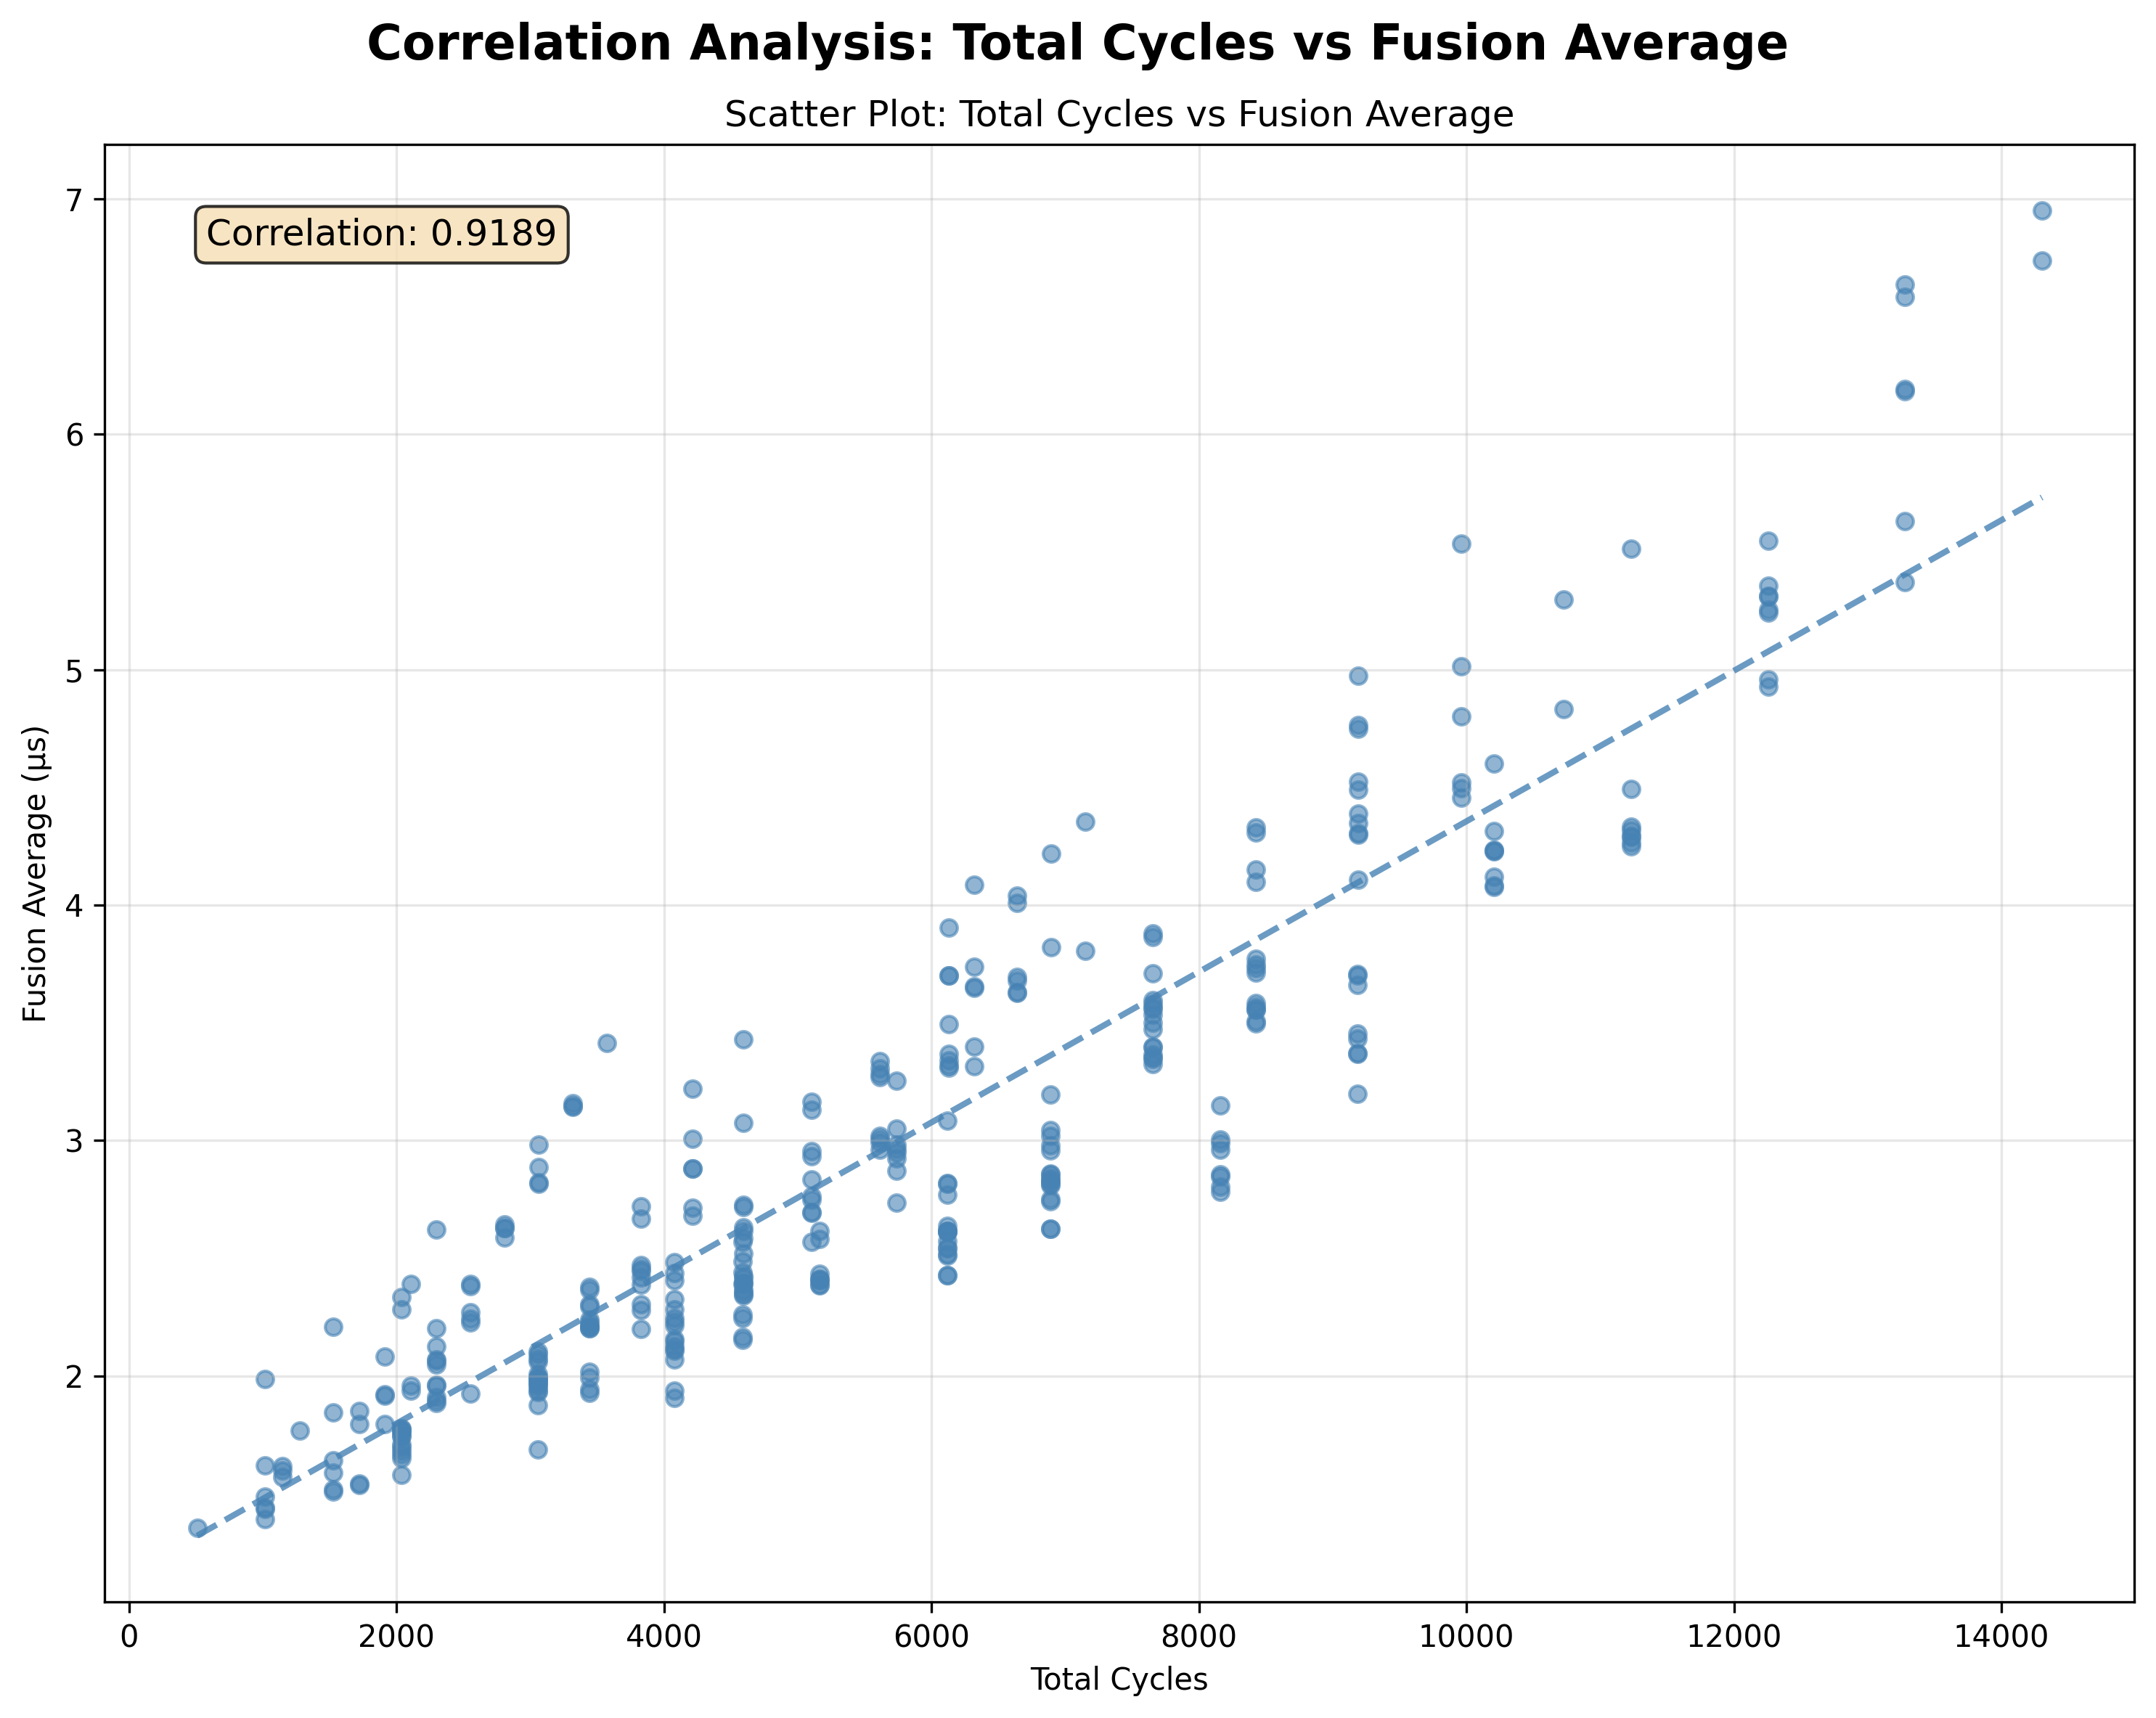 Correlation Analysis: Total Cycles vs Fusion Average
Scatter Plot: Total Cycles vs Fusion Average
Correlation: 0.9189
7
6
5
4
3
2
Fusion Average (µs)
0 2000 4000 6000 8000 10000 12000 14000
Total Cycles